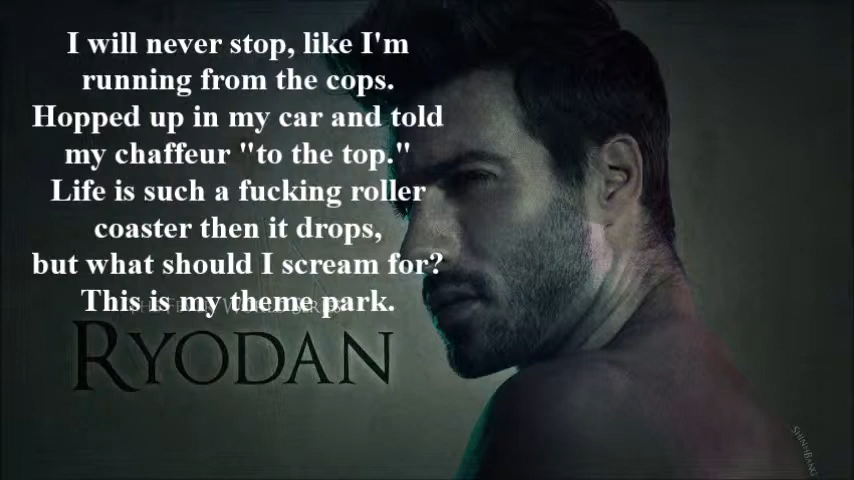 I will never stop, like I'm
running from the cops.
Hopped up in my car and told
my chaffeur "to the top."
Life is such a fucking roller
coaster then it drops,
but what should I scream for?
This is my theme park.
RYODAN
SHINNBANG